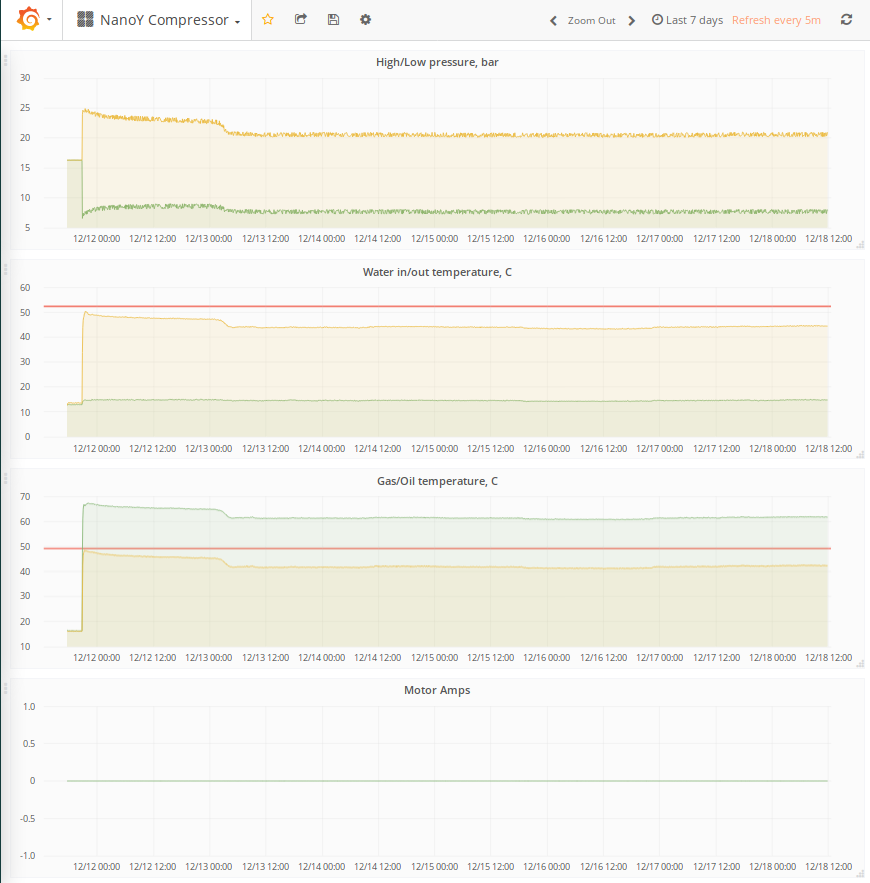 NanoY Compressor Zoom Out Last 7 days Refresh every 5m
High/Low pressure, bar
30
25
20
15
10
5
12/12 00:00 12/12 12:00 12/13 00:00 12/13 12:00 12/14 00:00 12/14 12:00 12/15 00:00 12/15 12:00 12/16 00:00 12/16 12:00 12/17 00:00 12/17 12:00 12/18 00:00 12/18 12:00
Water in/out temperature, C
60
50
40
30
20
10
0
12/12 00:00 12/12 12:00 12/13 00:00 12/13 12:00 12/14 00:00 12/14 12:00 12/15 00:00 12/15 12:00 12/16 00:00 12/16 12:00 12/17 00:00 12/17 12:00 12/18 00:00 12/18 12:00
Gas/Oil temperature, C
70
60
50
40
30
20
10
12/12 00:00 12/12 12:00 12/13 00:00 12/13 12:00 12/14 00:00 12/14 12:00 12/15 00:00 12/15 12:00 12/16 00:00 12/16 12:00 12/17 00:00 12/17 12:00 12/18 00:00 12/18 12:00
Motor Amps
1.0
0.5
0
-0.5
-1.0
12/12 00:00 12/12 12:00 12/13 00:00 12/13 12:00 12/14 00:00 12/14 12:00 12/15 00:00 12/15 12:00 12/16 00:00 12/16 12:00 12/17 00:00 12/17 12:00 12/18 00:00 12/18 12:00